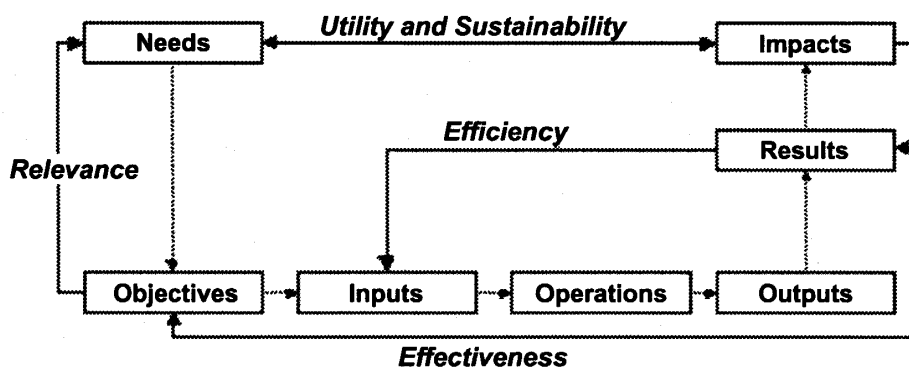 Needs
Utility and Sustainability
Impacts
Efficiency
Results
Relevance
Objectives
Inputs
Operations
Outputs
Effectiveness